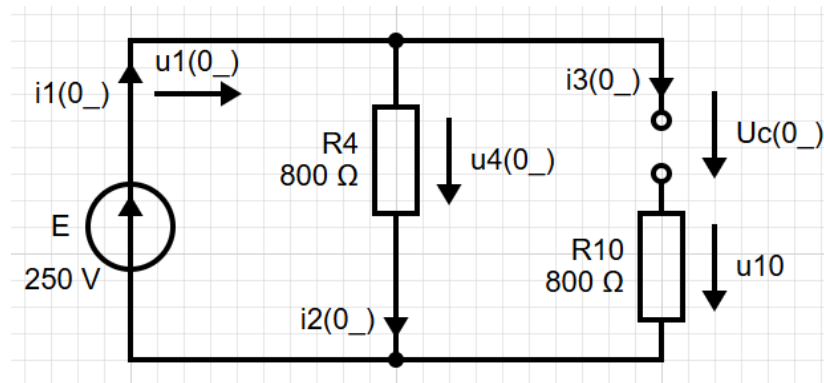 u1(0_)
i1(0_)
i3(0_)
Uc(0_)
R4
800 Ω
u4(0_)
E
250 V
R10
800 Ω
u10
i2(0_)